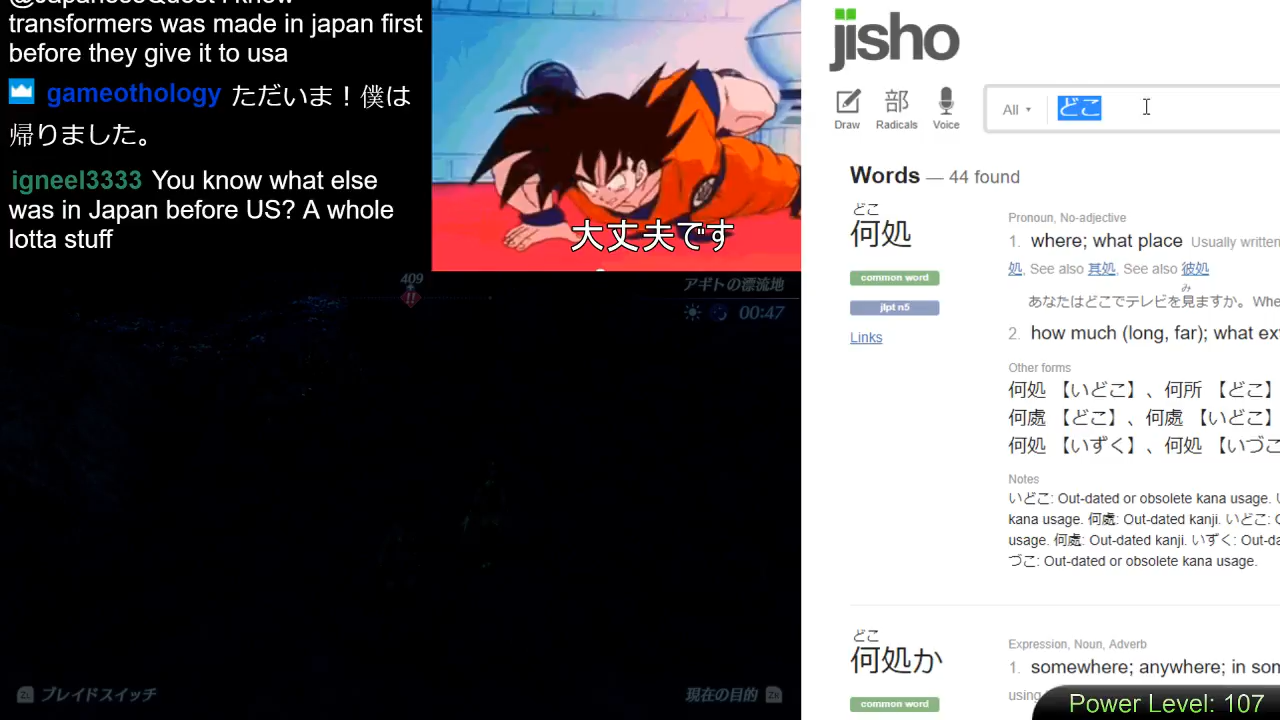 @JapaneseQuest I know
transformers was made in japan first
before they give it to usa
gameothology ただいま！僕は
帰りました。
igneel3333 You know what else
was in Japan before US? A whole
lotta stuff
大丈夫です
409
!!
アギトの漂流地
00:47
ZL ブレイドスイッチ
現在の目的 ZR
jisho
Draw
Radicals
Voice
部
All
どこ
Words — 44 found
どこ
何処
common word
jlpt n5
Links
Pronoun, No-adjective
1. where; what place Usually written
処, See also 其処, See also 彼処
み
あなたはどこでテレビを見ますか。Whe
2. how much (long, far); what ex
Other forms
何処 【いどこ】、何所 【どこ】
何處 【どこ】、何處 【いどこ】
何処 【いずく】、何処 【いづこ
Notes
いどこ: Out-dated or obsolete kana usage.
kana usage. 何處: Out-dated kanji. いどこ:
usage. 何處: Out-dated kanji. いずく: Out-da
づこ: Out-dated or obsolete kana usage.
どこ
何処か
common word
Expression, Noun, Adverb
1. somewhere; anywhere; in son
using
Power Level: 107